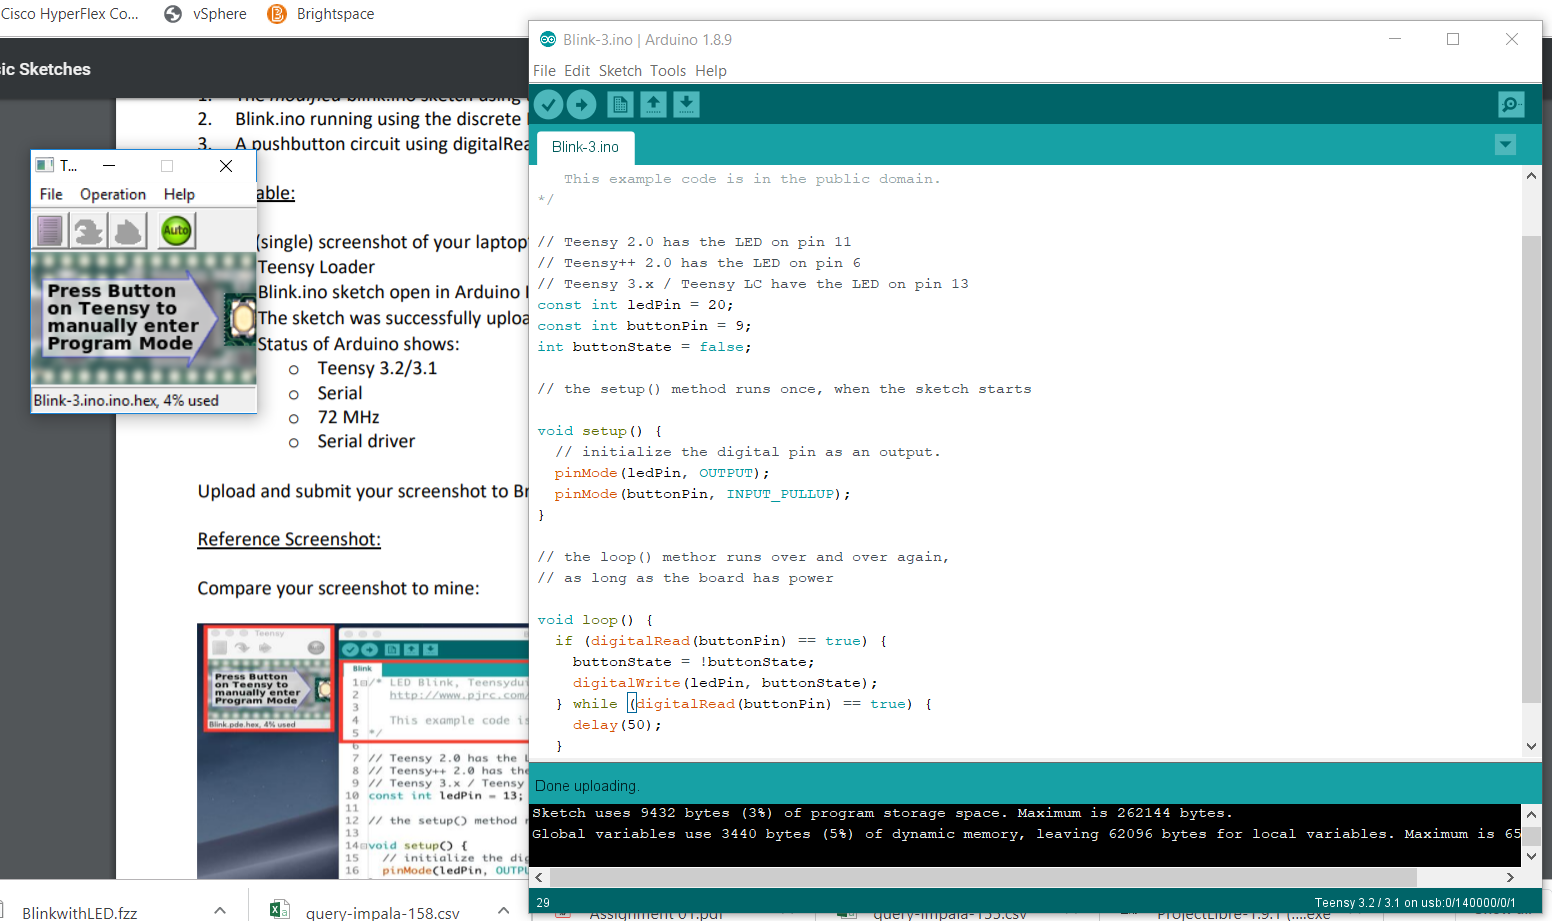 Cisco HyperFlex Co...
vSphere
Brightspace
ic Sketches
1. The modified blink.ino sketch using
2. Blink.ino running using the discrete
3. A pushbutton circuit using digitalRea
T...
File Operation Help
Auto
Press Button
on Teensy to
manually enter
Program Mode
Blink-3.ino.ino.hex, 4% used
able:
(single) screenshot of your laptop'
Teensy Loader
Blink.ino sketch open in Arduino I
The sketch was successfully uploa
Status of Arduino shows:
o Teensy 3.2/3.1
o Serial
o 72 MHz
o Serial driver
Upload and submit your screenshot to Br
Reference Screenshot:
Compare your screenshot to mine:
Teensy
Press Button
on Teensy to
manually enter
Program Mode
Blink.pde.hex, 4% used
Blink
1 /* LED Blink, Teensydu
2 http://www.pjrc.com/
3
4 This example code is
5 */
6
7 // Teensy 2.0 has the L
8 // Teensy++ 2.0 has the
9 // Teensy 3.x / Teensy
10 const int ledPin = 13;
11
12 // the setup() method r
13
14 void setup() {
15 // initialize the dig
16 pinMode(ledPin, OUTPU
Blink-3.ino | Arduino 1.8.9
File Edit Sketch Tools Help
Blink-3.ino
This example code is in the public domain.
*/
// Teensy 2.0 has the LED on pin 11
// Teensy++ 2.0 has the LED on pin 6
// Teensy 3.x / Teensy LC have the LED on pin 13
const int ledPin = 20;
const int buttonPin = 9;
int buttonState = false;
// the setup() method runs once, when the sketch starts
void setup() {
// initialize the digital pin as an output.
pinMode(ledPin, OUTPUT);
pinMode(buttonPin, INPUT_PULLUP);
}
// the loop() methor runs over and over again,
// as long as the board has power
void loop() {
if (digitalRead(buttonPin) == true) {
buttonState = !buttonState;
digitalWrite(ledPin, buttonState);
} while (digitalRead(buttonPin) == true) {
delay(50);
}
Done uploading.
Sketch uses 9432 bytes (3%) of program storage space. Maximum is 262144 bytes.
Global variables use 3440 bytes (5%) of dynamic memory, leaving 62096 bytes for local variables. Maximum is 65
29
Teensy 3.2 / 3.1 on usb:0/140000/0/1
BlinkwithLED.fzz
query-impala-158.csv
Assignment 01.pdf
query-impala-155.csv
ProjectLibre-1.9.1 (....exe